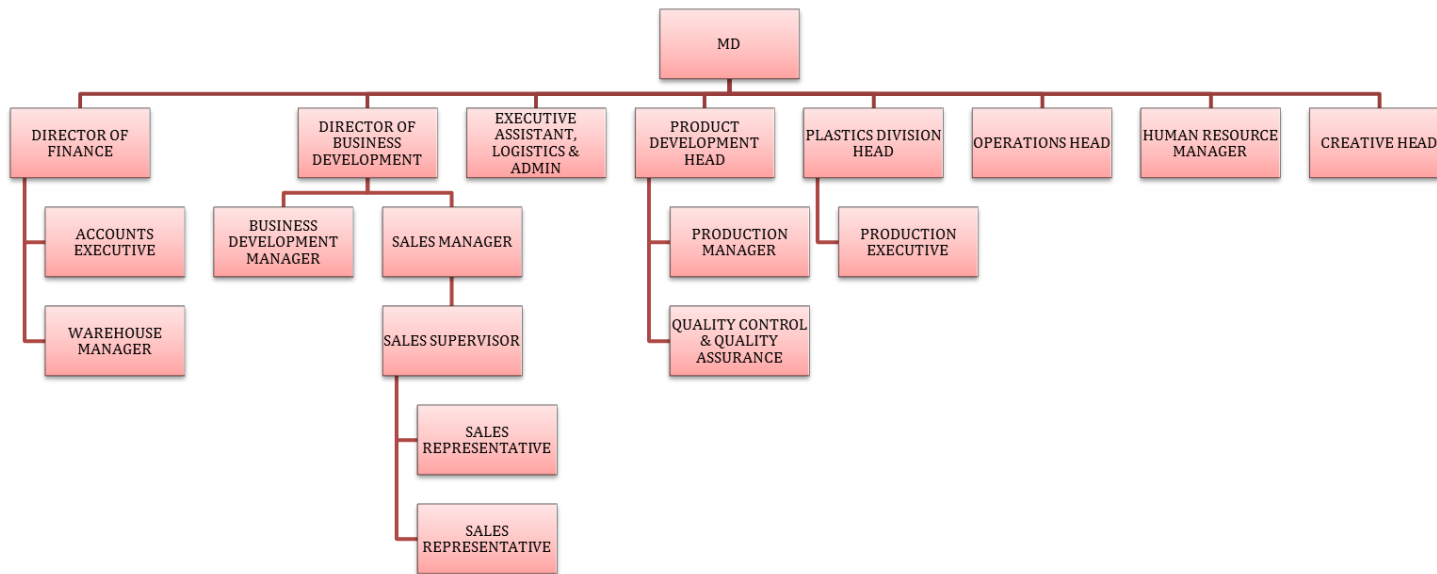 MD
DIRECTOR OF
FINANCE
DIRECTOR OF
BUSINESS
DEVELOPMENT
EXECUTIVE
ASSISTANT,
LOGISTICS &
ADMIN
PRODUCT
DEVELOPMENT
HEAD
PLASTICS DIVISION
HEAD
OPERATIONS HEAD
HUMAN RESOURCE
MANAGER
CREATIVE HEAD
ACCOUNTS
EXECUTIVE
BUSINESS
DEVELOPMENT
MANAGER
SALES MANAGER
PRODUCTION
MANAGER
PRODUCTION
EXECUTIVE
WAREHOUSE
MANAGER
SALES SUPERVISOR
QUALITY CONTROL
& QUALITY
ASSURANCE
SALES
REPRESENTATIVE
SALES
REPRESENTATIVE